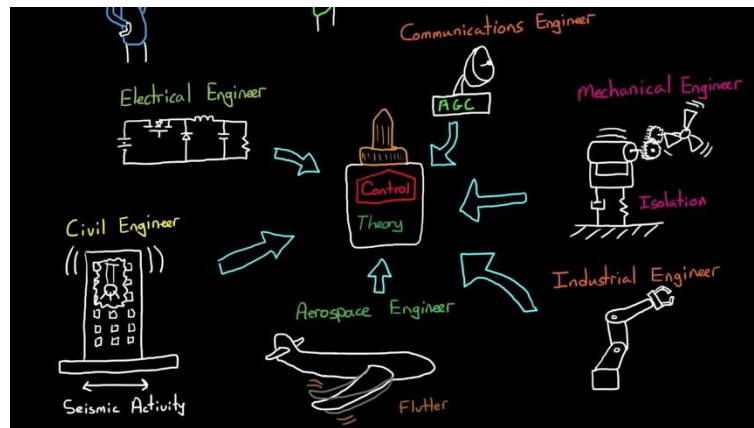 Communications Engineer
Electrical Engineer
AGC
Mechanical Engineer
Control
Theory
Isolation
Civil Engineer
Industrial Engineer
Aerospace Engineer
Seismic Activity
Flutter